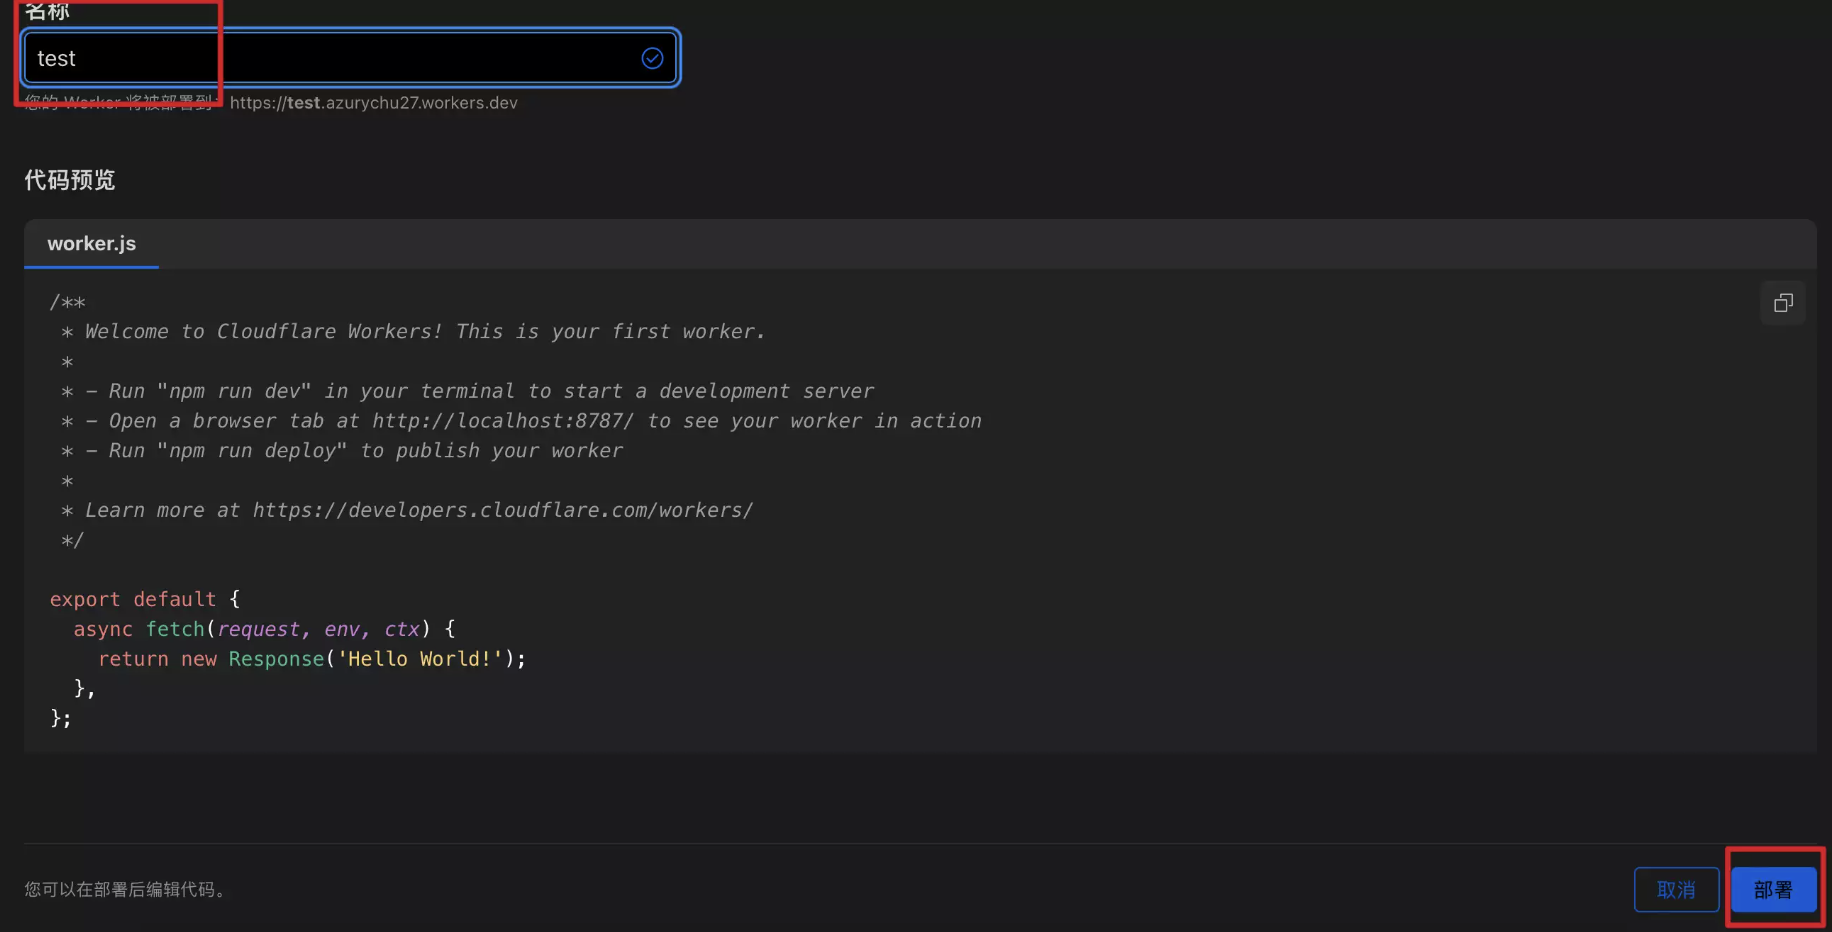 名称
test
您的 Worker 将被部署到: https://test.azurychu27.workers.dev
代码预览
worker.js
/**
 * Welcome to Cloudflare Workers! This is your first worker.
 *
 * - Run "npm run dev" in your terminal to start a development server
 * - Open a browser tab at http://localhost:8787/ to see your worker in action
 * - Run "npm run deploy" to publish your worker
 *
 * Learn more at https://developers.cloudflare.com/workers/
 */
export default {
  async fetch(request, env, ctx) {
    return new Response('Hello World!');
  },
};
您可以在部署后编辑代码。
取消
部署